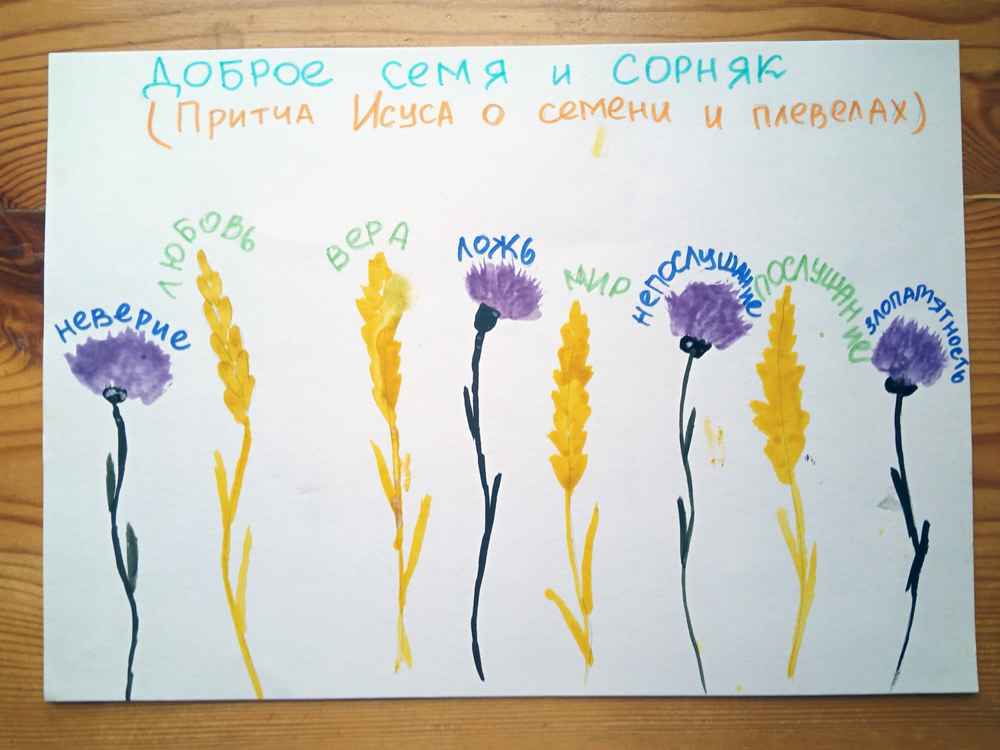 Доброе семя и сорняк
(Притча Исуса о семени и плевелах)
неверие
любовь
вера
ложь
мир
непослушание
послушание
злопамятность